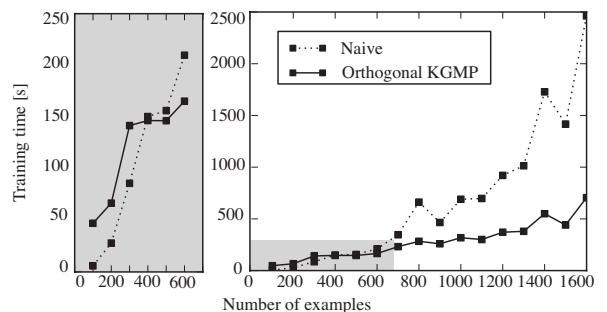 250
200
150
100
50
0
Training time [s]
0 200 400 600
2500
2000
1500
1000
500
0
Naive
Orthogonal KGMP
0 200 400 600 800 1000 1200 1400 1600
Number of examples